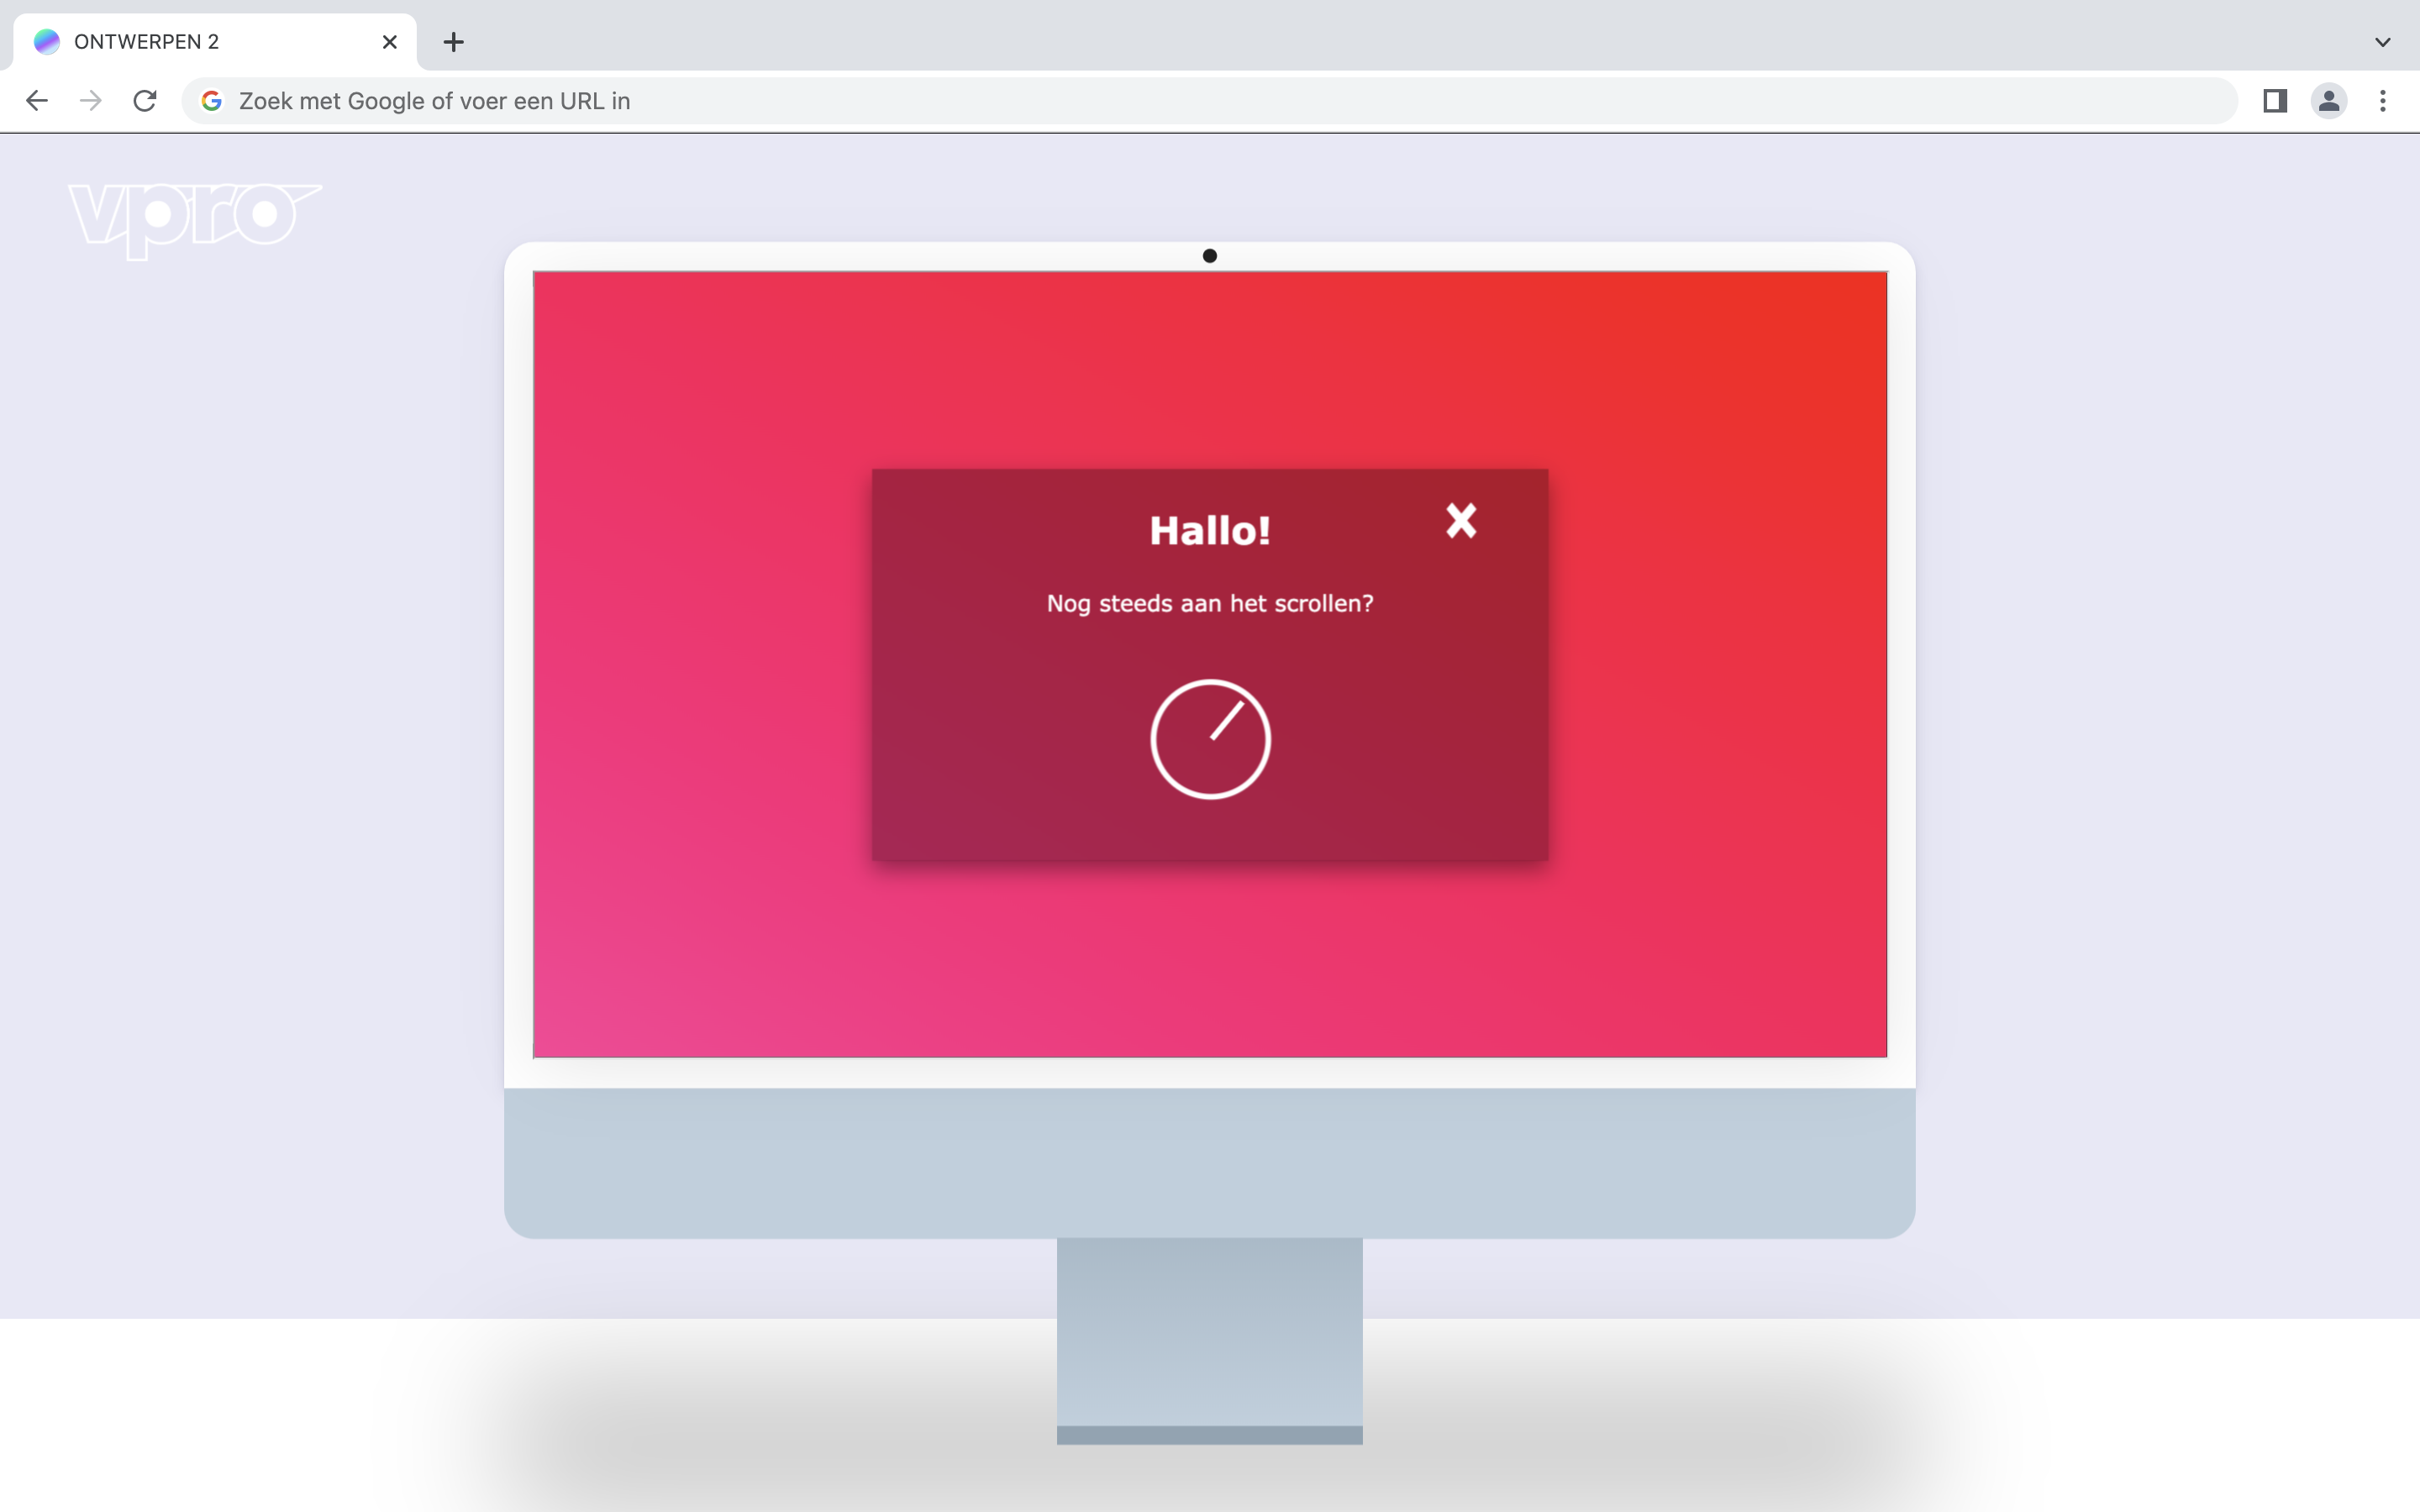 ONTWERPEN 2
Zoek met Google of voer een URL in
vpro
Hallo!
Nog steeds aan het scrollen?